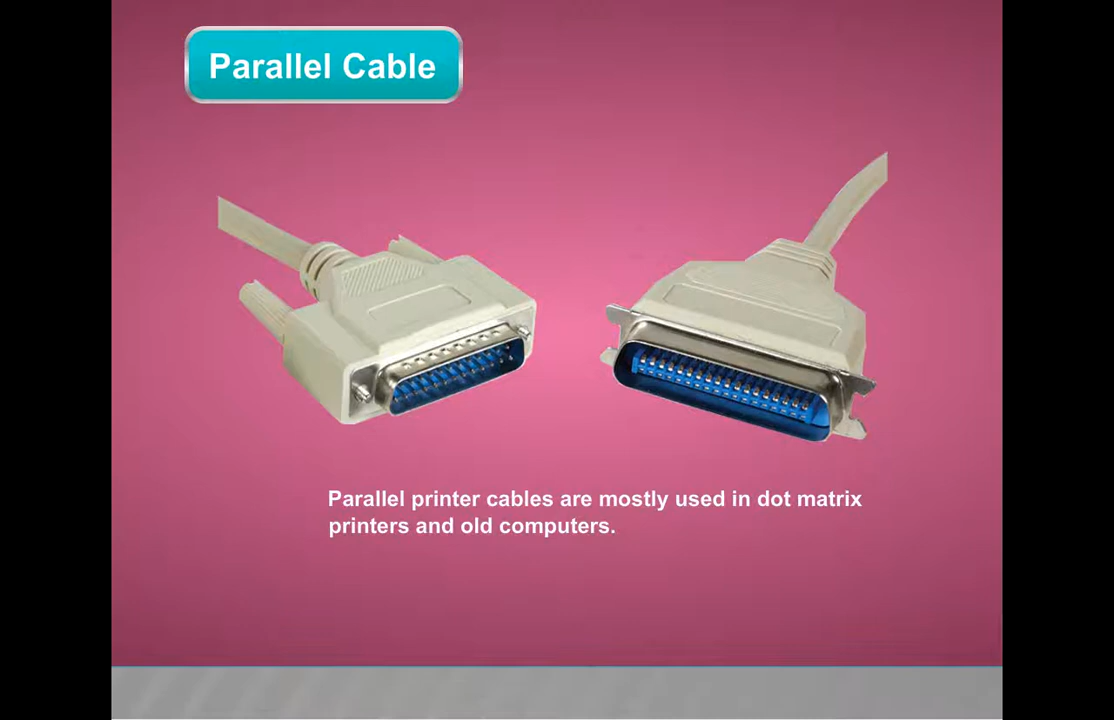 Parallel Cable
Parallel printer cables are mostly used in dot matrix
printers and old computers.